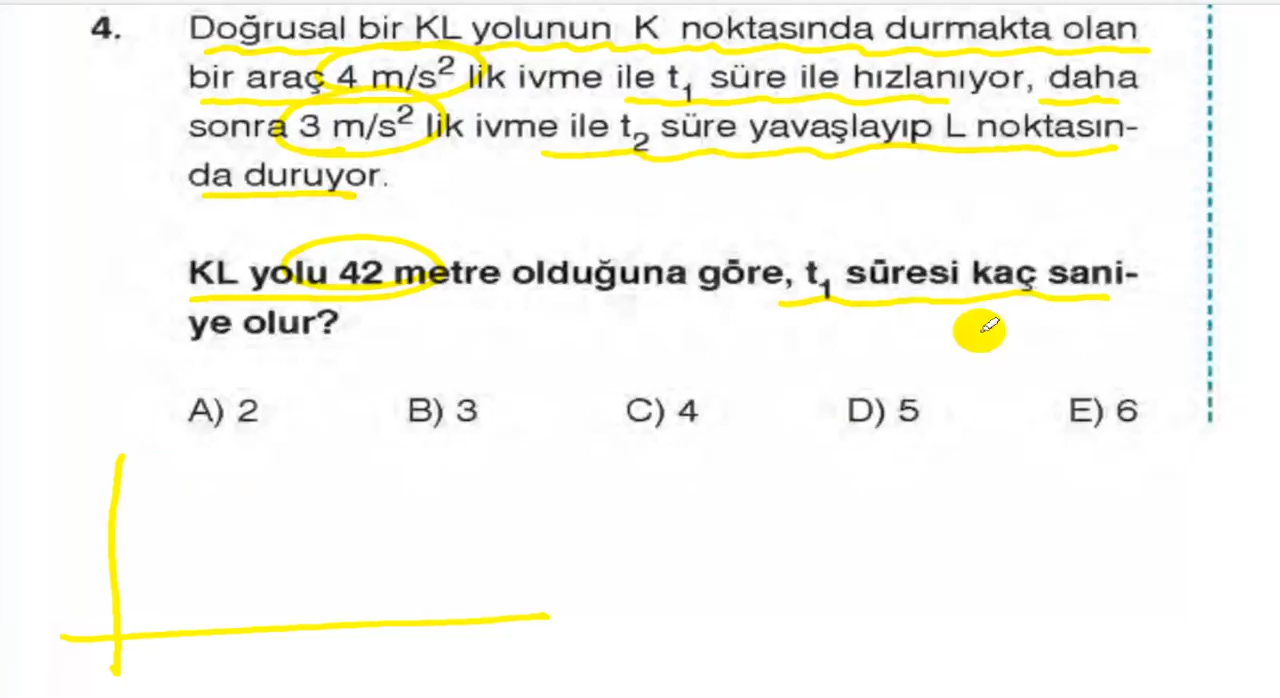 4. Doğrusal bir KL yolunun K noktasında durmakta olan
bir araç 4 m/s² lik ivme ile t₁ süre ile hızlanıyor, daha
sonra 3 m/s² lik ivme ile t₂ süre yavaşlayıp L noktasın-
da duruyor.
KL yolu 42 metre olduğuna göre, t₁ süresi kaç sani-
ye olur?
A) 2 B) 3 C) 4 D) 5 E) 6